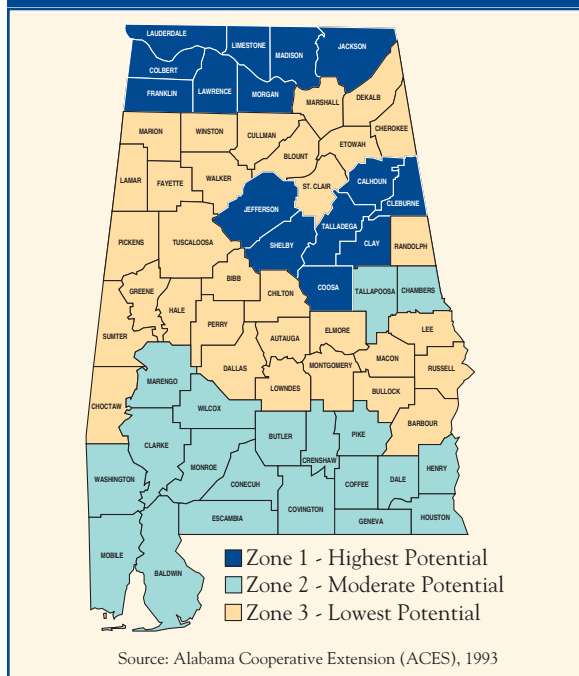 LAUDERDALE
LIMESTONE
MADISON
JACKSON
COLBERT
FRANKLIN
LAWRENCE
MORGAN
MARSHALL
DEKALB
CHEROKEE
MARION
WINSTON
CULLMAN
BLOUNT
ETOWAH
LAMAR
FAYETTE
WALKER
ST. CLAIR
CALHOUN
CLEBURNE
JEFFERSON
TALLADEGA
PICKENS
TUSCALOOSA
SHELBY
CLAY
RANDOLPH
BIBB
GREENE
HALE
CHILTON
COOSA
TALLAPOOSA
CHAMBERS
SUMTER
PERRY
AUTAUGA
ELMORE
LEE
MACON
RUSSELL
DALLAS
MONTGOMERY
MARENGO
LOWNDES
BULLOCK
CHOCTAW
WILCOX
BARBOUR
CLARKE
BUTLER
CRENSHAW
PIKE
MONROE
HENRY
WASHINGTON
CONECUH
COFFEE
DALE
COVINGTON
ESCAMBIA
GENEVA
HOUSTON
MOBILE
BALDWIN
Zone 1 - Highest Potential
Zone 2 - Moderate Potential
Zone 3 - Lowest Potential
Source: Alabama Cooperative Extension (ACES), 1993